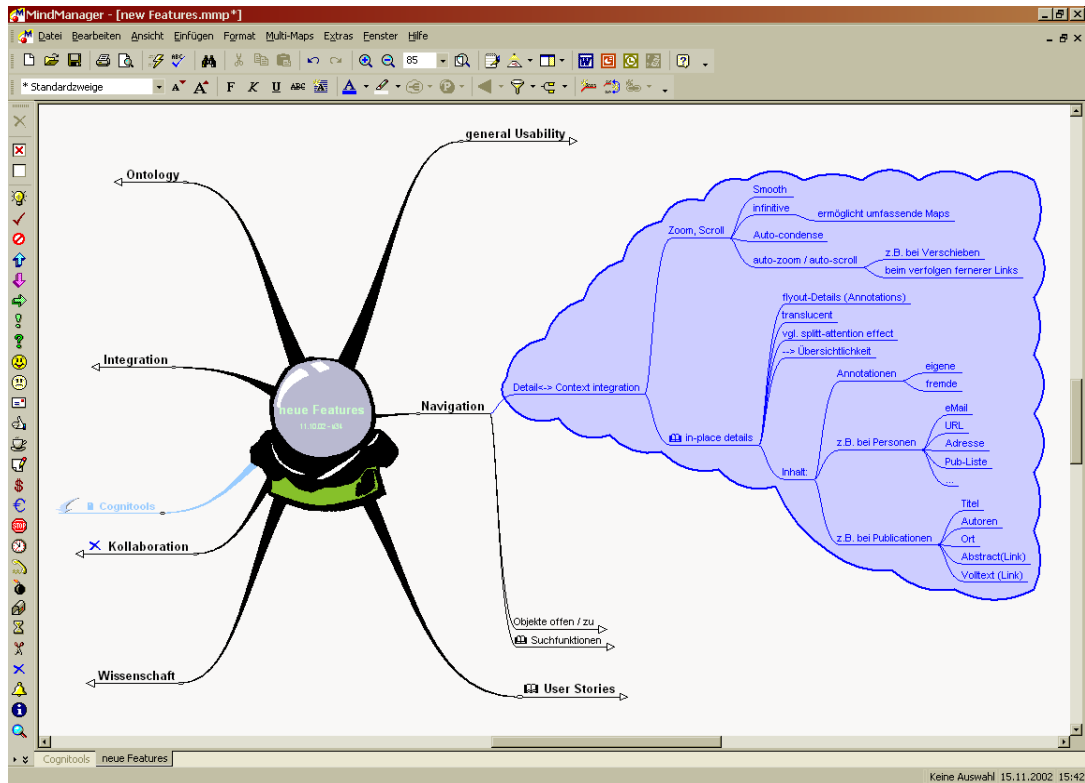 MindManager - [new Features.mmp*]
Datei Bearbeiten Ansicht Einfügen Format Multi-Maps Extras Fenster Hilfe
85
* Standardzweige
F K U ABC
general Usability
Ontology
Integration
neue Features
Cognitools
Kollaboration
Wissenschaft
Navigation
Detail<-> Context integration
Zoom, Scroll
Smooth
infinitive
ermöglicht umfassende Maps
Auto-condense
auto-zoom / auto-scroll
z.B. bei Verschieben
beim verfolgen fernerer Links
in-place details
flyout-Details (Annotations)
translucent
vgl. splitt-attention effect
--> Übersichtlichkeit
Inhalt:
Annotationen
eigene
fremde
z.B. bei Personen
eMail
URL
Adresse
Pub-Liste
...
z.B. bei Publicationen
Titel
Autoren
Ort
Abstract(Link)
Volltext (Link)
Objekte offen / zu
Suchfunktionen
User Stories
STOP
Cognitools neue Features
Keine Auswahl 15.11.2002 15:42